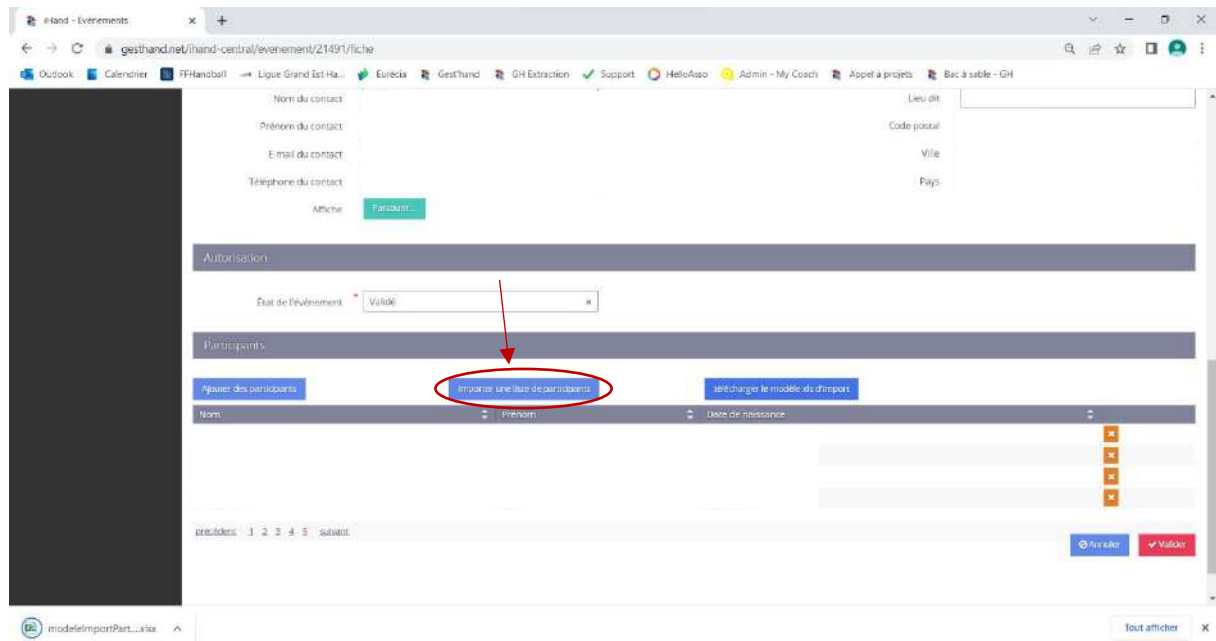 iHand - Evènements
gesthand.net/ihand-central/evenement/21491/fiche
Outlook Calendrier FFHandball Ligue Grand Est Ha... Eurécia Gest'hand GH Extraction Support HelloAsso Admin - My Coach Appel à projets Bac à sable - GH
Nom du contact Lieu dit
Prénom du contact Code postal
E-mail du contact Ville
Téléphone du contact Pays
Affiche Parcourir...
Autorisation
État de l'événement * Validé
Participants
Ajouter des participants Importer une liste de participants télécharger le modèle xls d'import
Nom Prénom Date de naissance
précédent 1 2 3 4 5 suivant
Annuler Valider
modeleImportPart....xlsx Tout afficher